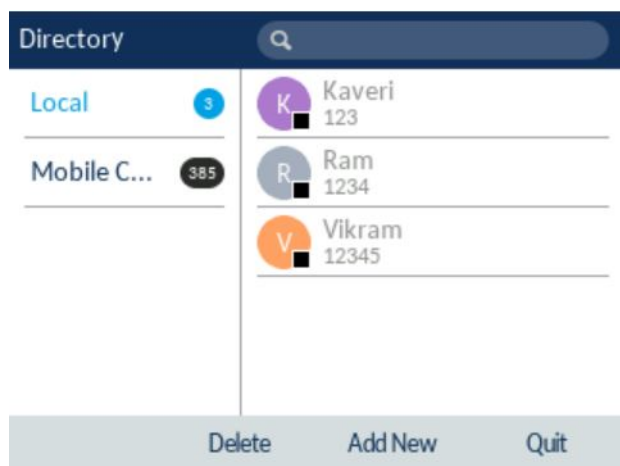 Directory
Local 3
Mobile C... 385
K Kaveri
123
R Ram
1234
V Vikram
12345
Delete Add New Quit